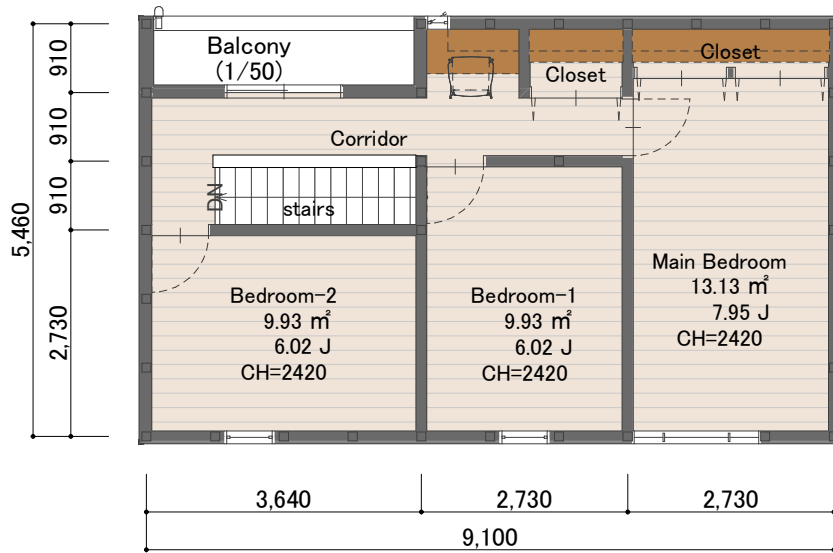 Balcony
(1/50)
Closet
Closet
Corridor
DN
stairs
Bedroom-2
9.93 ㎡
6.02 J
CH=2420
Bedroom-1
9.93 ㎡
6.02 J
CH=2420
Main Bedroom
13.13 ㎡
7.95 J
CH=2420
910
910
910
2,730
5,460
3,640
2,730
2,730
9,100